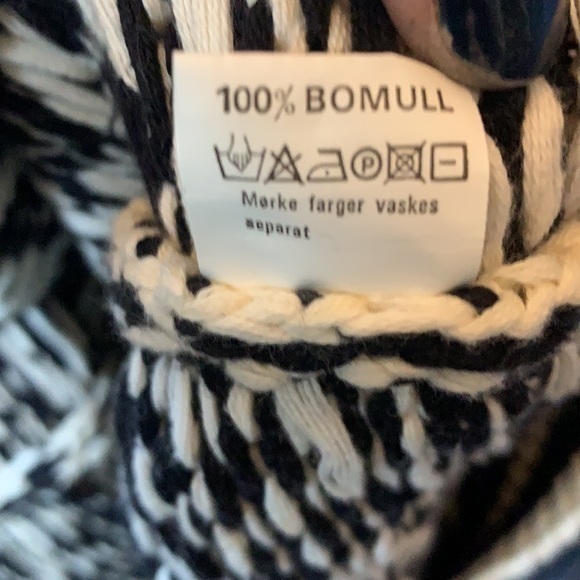 100% BOMULL
P
Mørke farger vaskes
separat